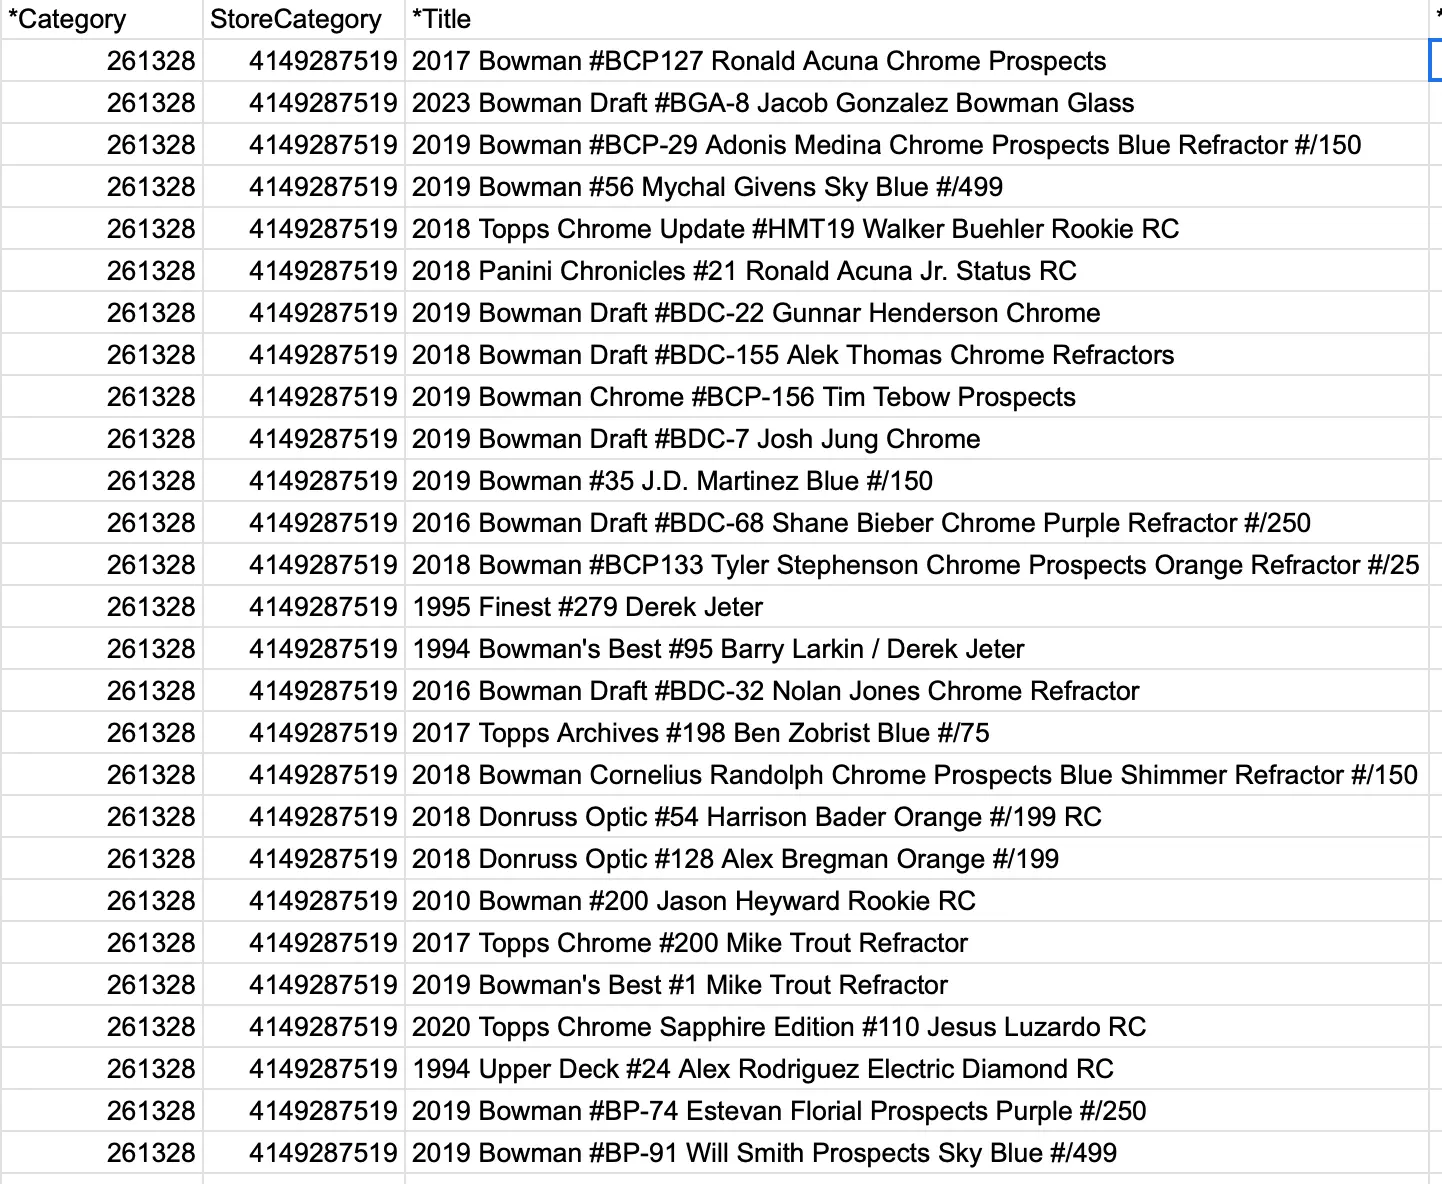 *Category StoreCategory *Title *
261328 4149287519 2017 Bowman #BCP127 Ronald Acuna Chrome Prospects
261328 4149287519 2023 Bowman Draft #BGA-8 Jacob Gonzalez Bowman Glass
261328 4149287519 2019 Bowman #BCP-29 Adonis Medina Chrome Prospects Blue Refractor #/150
261328 4149287519 2019 Bowman #56 Mychal Givens Sky Blue #/499
261328 4149287519 2018 Topps Chrome Update #HMT19 Walker Buehler Rookie RC
261328 4149287519 2018 Panini Chronicles #21 Ronald Acuna Jr. Status RC
261328 4149287519 2019 Bowman Draft #BDC-22 Gunnar Henderson Chrome
261328 4149287519 2018 Bowman Draft #BDC-155 Alek Thomas Chrome Refractors
261328 4149287519 2019 Bowman Chrome #BCP-156 Tim Tebow Prospects
261328 4149287519 2019 Bowman Draft #BDC-7 Josh Jung Chrome
261328 4149287519 2019 Bowman #35 J.D. Martinez Blue #/150
261328 4149287519 2016 Bowman Draft #BDC-68 Shane Bieber Chrome Purple Refractor #/250
261328 4149287519 2018 Bowman #BCP133 Tyler Stephenson Chrome Prospects Orange Refractor #/25
261328 4149287519 1995 Finest #279 Derek Jeter
261328 4149287519 1994 Bowman's Best #95 Barry Larkin / Derek Jeter
261328 4149287519 2016 Bowman Draft #BDC-32 Nolan Jones Chrome Refractor
261328 4149287519 2017 Topps Archives #198 Ben Zobrist Blue #/75
261328 4149287519 2018 Bowman Cornelius Randolph Chrome Prospects Blue Shimmer Refractor #/150
261328 4149287519 2018 Donruss Optic #54 Harrison Bader Orange #/199 RC
261328 4149287519 2018 Donruss Optic #128 Alex Bregman Orange #/199
261328 4149287519 2010 Bowman #200 Jason Heyward Rookie RC
261328 4149287519 2017 Topps Chrome #200 Mike Trout Refractor
261328 4149287519 2019 Bowman's Best #1 Mike Trout Refractor
261328 4149287519 2020 Topps Chrome Sapphire Edition #110 Jesus Luzardo RC
261328 4149287519 1994 Upper Deck #24 Alex Rodriguez Electric Diamond RC
261328 4149287519 2019 Bowman #BP-74 Estevan Florial Prospects Purple #/250
261328 4149287519 2019 Bowman #BP-91 Will Smith Prospects Sky Blue #/499